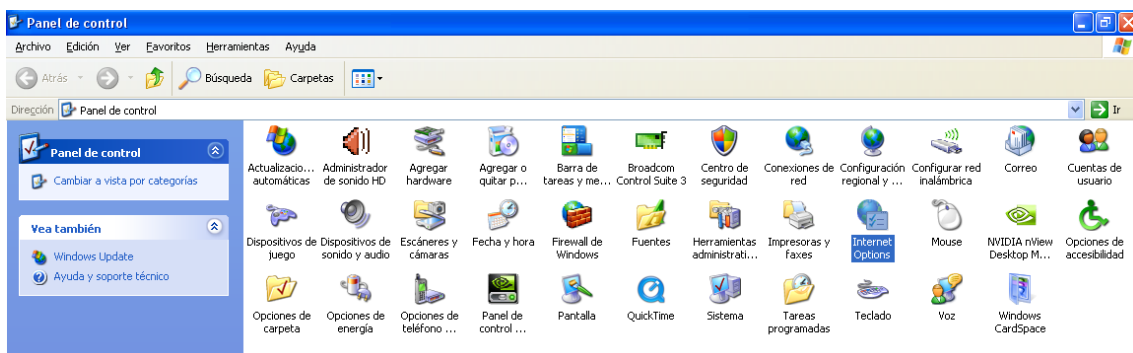 Panel de control
Archivo Edición Ver Favoritos Herramientas Ayuda
Atrás Búsqueda Carpetas
Dirección Panel de control Ir
Panel de control
Cambiar a vista por categorías
Vea también
Windows Update
Ayuda y soporte técnico
Actualizacio... Administrador Agregar Agregar o Barra de Broadcom Centro de Conexiones de Configuración Configurar red Correo Cuentas de
automáticas de sonido HD hardware quitar p... tareas y me... Control Suite 3 seguridad red regional y ... inalámbrica usuario
Dispositivos de Dispositivos de Escáneres y Fecha y hora Firewall de Fuentes Herramientas Impresoras y Internet Mouse NVIDIA nView Opciones de
juego sonido y audio cámaras Windows administrati... faxes Options Desktop M... accesibilidad
Opciones de Opciones de Opciones de Panel de Pantalla QuickTime Sistema Tareas Teclado Voz Windows
carpeta energía teléfono ... control ... programadas CardSpace